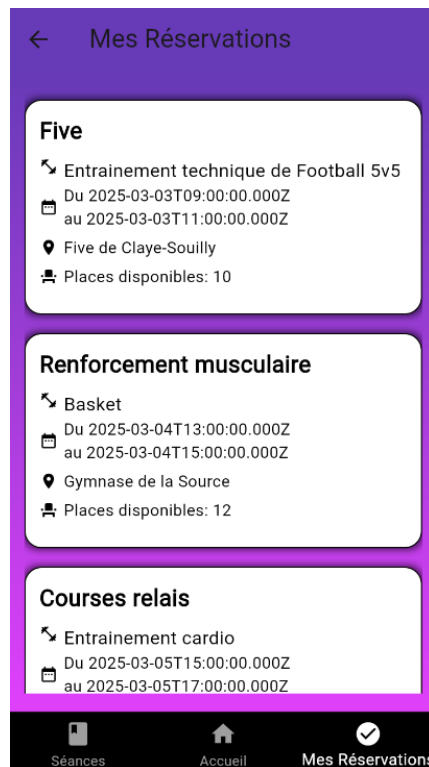 Mes Réservations
Five
Entrainement technique de Football 5v5
Du 2025-03-03T09:00:00.000Z
au 2025-03-03T11:00:00.000Z
Five de Claye-Souilly
Places disponibles: 10
Renforcement musculaire
Basket
Du 2025-03-04T13:00:00.000Z
au 2025-03-04T15:00:00.000Z
Gymnase de la Source
Places disponibles: 12
Courses relais
Entrainement cardio
Du 2025-03-05T15:00:00.000Z
au 2025-03-05T17:00:00.000Z
Séances
Accueil
Mes Réservations